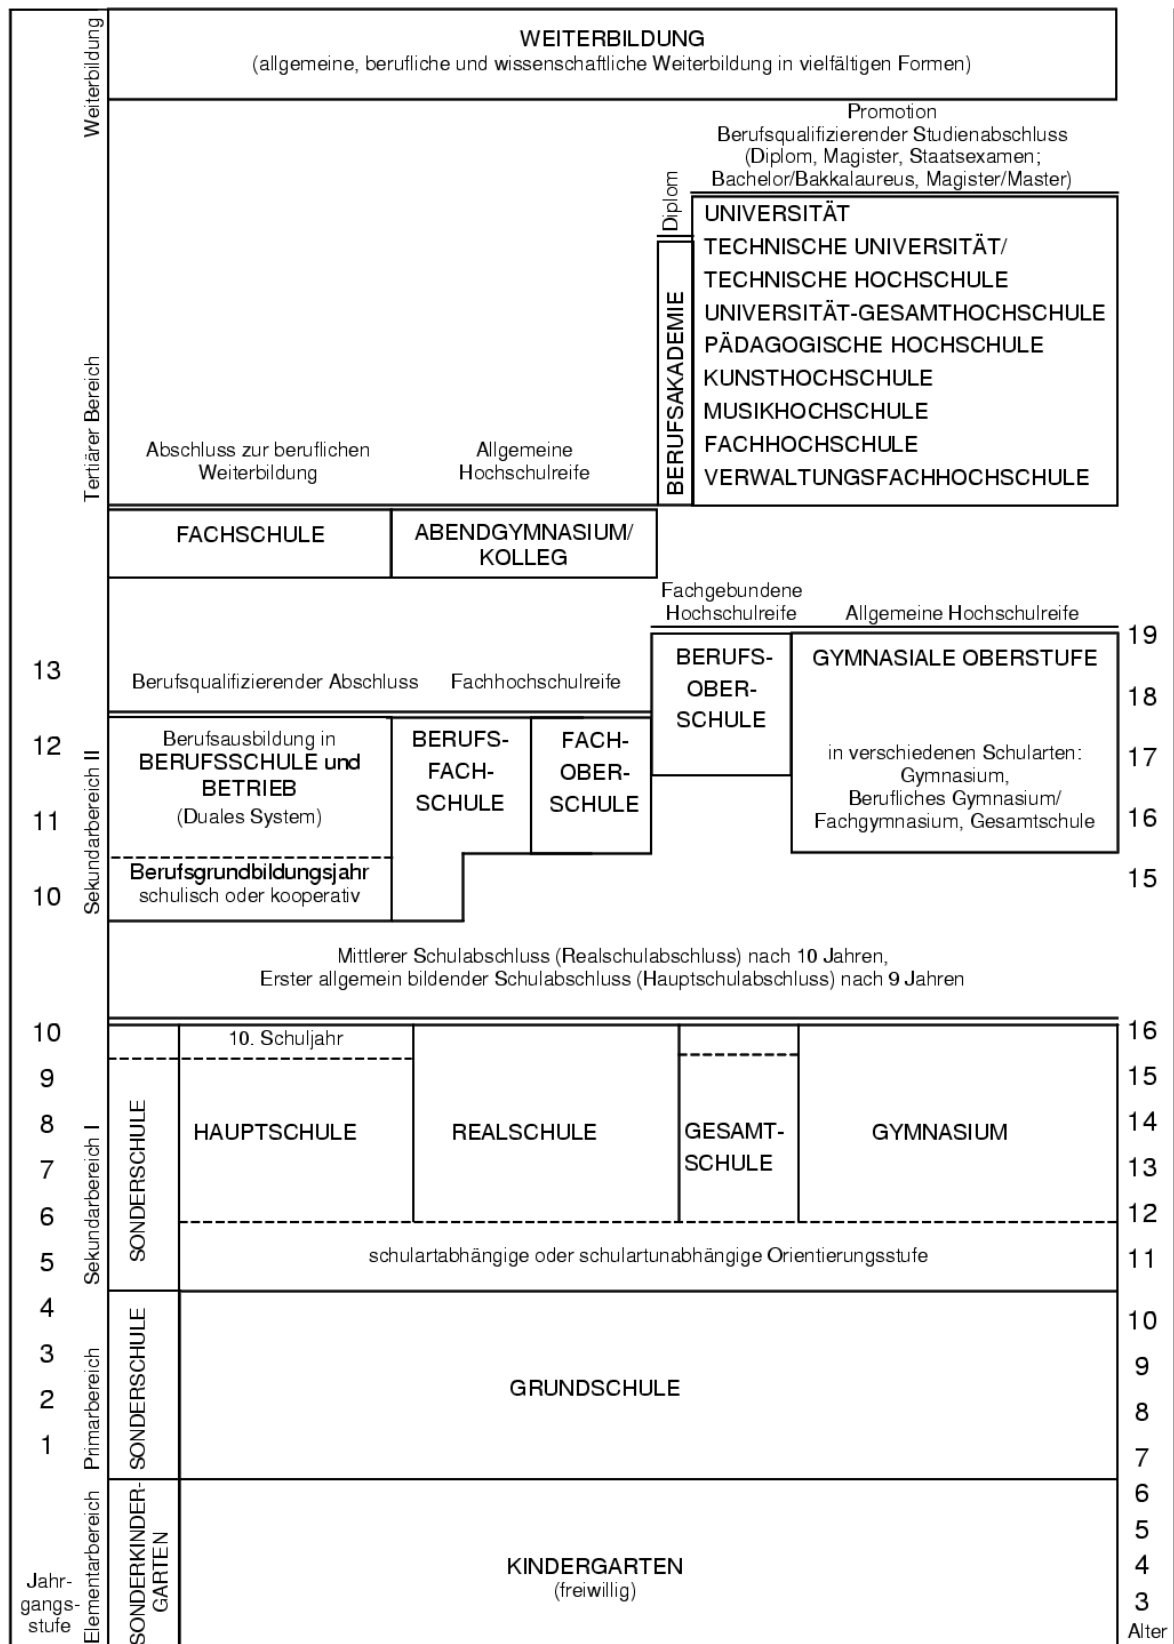 WEITERBILDUNG
(allgemeine, berufliche und wissenschaftliche Weiterbildung in vielfältigen Formen)
Weiterbildung
Promotion
Berufsqualifizierender Studienabschluss
(Diplom, Magister, Staatsexamen;
Bachelor/Bakkalaureus, Magister/Master)
Diplom
BERUFSAKADEMIE
UNIVERSITÄT
TECHNISCHE UNIVERSITÄT/
TECHNISCHE HOCHSCHULE
UNIVERSITÄT-GESAMTHOCHSCHULE
PÄDAGOGISCHE HOCHSCHULE
KUNSTHOCHSCHULE
MUSIKHOCHSCHULE
FACHHOCHSCHULE
VERWALTUNGSFACHHOCHSCHULE
Tertiärer Bereich
Abschluss zur beruflichen
Weiterbildung
Allgemeine
Hochschulreife
FACHSCHULE
ABENDGYMNASIUM/
KOLLEG
Fachgebundene
Hochschulreife
Allgemeine Hochschulreife
13
12
11
10
Sekundarbereich II
Berufsqualifizierender Abschluss
Fachhochschulreife
Berufsausbildung in
BERUFSSCHULE und
BETRIEB
(Duales System)
Berufsgrundbildungsjahr
schulisch oder kooperativ
BERUFS-
FACH-
SCHULE
FACH-
OBER-
SCHULE
BERUFS-
OBER-
SCHULE
GYMNASIALE OBERSTUFE
in verschiedenen Schularten:
Gymnasium,
Berufliches Gymnasium/
Fachgymnasium, Gesamtschule
19
18
17
16
15
Mittlerer Schulabschluss (Realschulabschluss) nach 10 Jahren,
Erster allgemein bildender Schulabschluss (Hauptschulabschluss) nach 9 Jahren
10
9
8
7
6
5
Sekundarbereich I
SONDERSCHULE
10. Schuljahr
HAUPTSCHULE
REALSCHULE
GESAMT-
SCHULE
GYMNASIUM
schulartabhängige oder schulartunabhängige Orientierungsstufe
16
15
14
13
12
11
4
3
2
1
Primarbereich
SONDERSCHULE
GRUNDSCHULE
10
9
8
7
Jahr-
gangs-
stufe
Elementarbereich
SONDERKINDER-
GARTEN
KINDERGARTEN
(freiwillig)
6
5
4
3
Alter